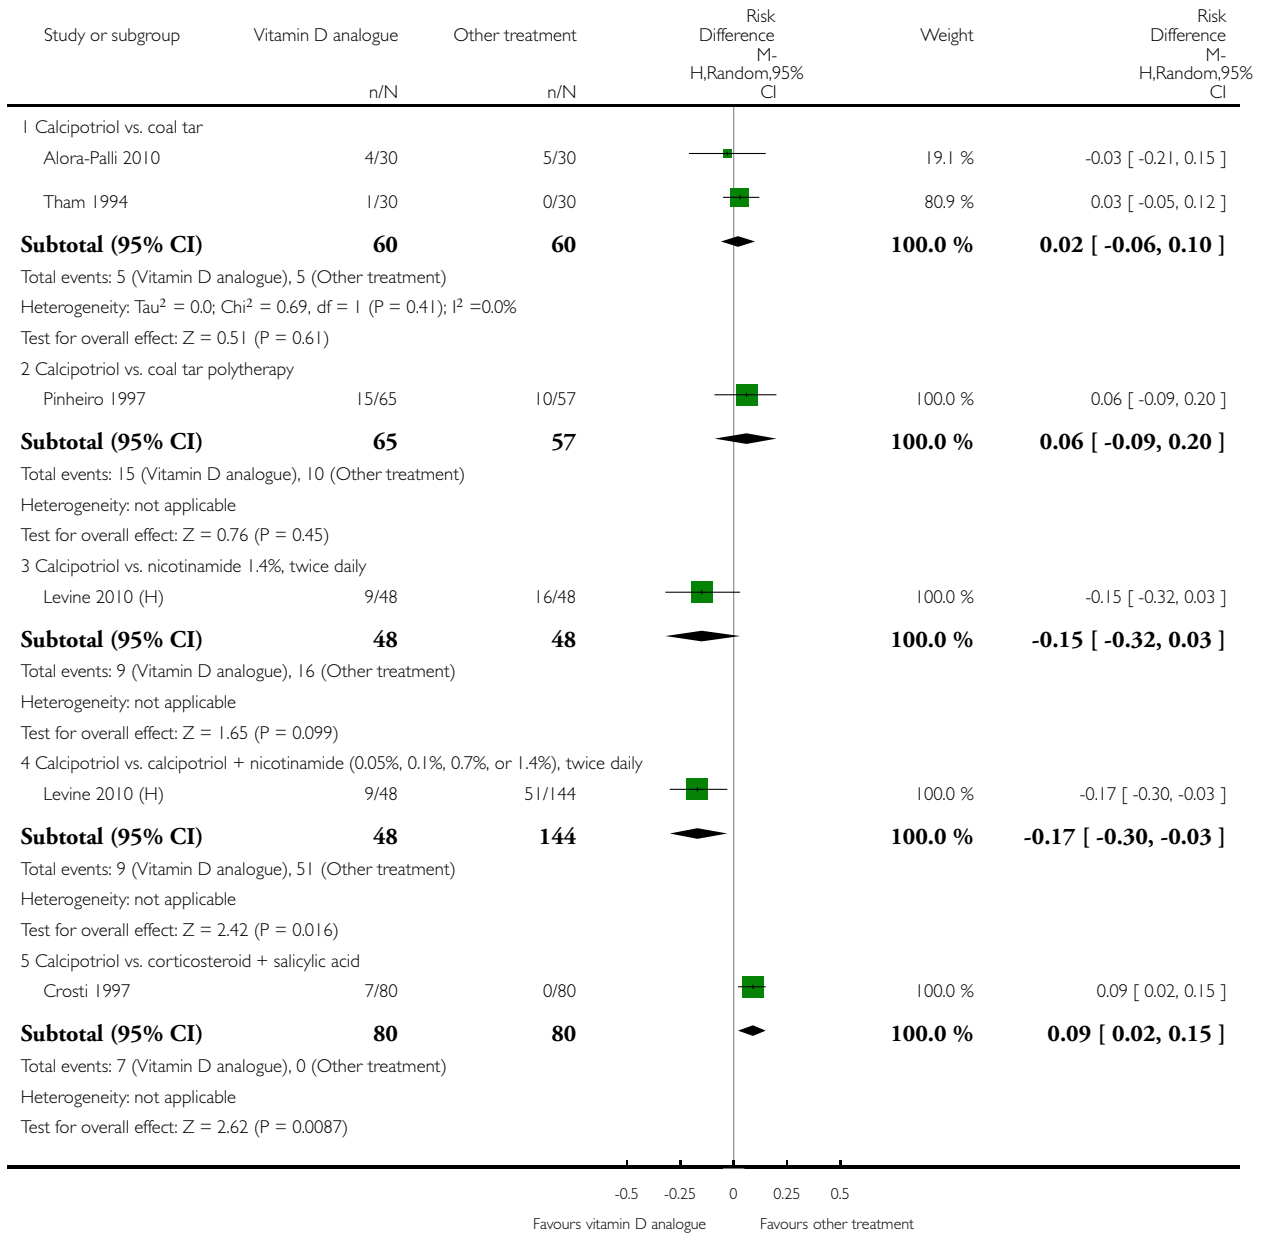 Risk Risk
Study or subgroup Vitamin D analogue Other treatment Difference Weight Difference
M- M-
H,Random,95% H,Random,95%
n/N n/N CI CI
1 Calcipotriol vs. coal tar
Alora-Palli 2010 4/30 5/30 19.1 % -0.03 [ -0.21, 0.15 ]
Tham 1994 1/30 0/30 80.9 % 0.03 [ -0.05, 0.12 ]
Subtotal (95% CI) 60 60 100.0 % 0.02 [ -0.06, 0.10 ]
Total events: 5 (Vitamin D analogue), 5 (Other treatment)
Heterogeneity: Tau² = 0.0; Chi² = 0.69, df = 1 (P = 0.41); I² =0.0%
Test for overall effect: Z = 0.51 (P = 0.61)
2 Calcipotriol vs. coal tar polytherapy
Pinheiro 1997 15/65 10/57 100.0 % 0.06 [ -0.09, 0.20 ]
Subtotal (95% CI) 65 57 100.0 % 0.06 [ -0.09, 0.20 ]
Total events: 15 (Vitamin D analogue), 10 (Other treatment)
Heterogeneity: not applicable
Test for overall effect: Z = 0.76 (P = 0.45)
3 Calcipotriol vs. nicotinamide 1.4%, twice daily
Levine 2010 (H) 9/48 16/48 100.0 % -0.15 [ -0.32, 0.03 ]
Subtotal (95% CI) 48 48 100.0 % -0.15 [ -0.32, 0.03 ]
Total events: 9 (Vitamin D analogue), 16 (Other treatment)
Heterogeneity: not applicable
Test for overall effect: Z = 1.65 (P = 0.099)
4 Calcipotriol vs. calcipotriol + nicotinamide (0.05%, 0.1%, 0.7%, or 1.4%), twice daily
Levine 2010 (H) 9/48 51/144 100.0 % -0.17 [ -0.30, -0.03 ]
Subtotal (95% CI) 48 144 100.0 % -0.17 [ -0.30, -0.03 ]
Total events: 9 (Vitamin D analogue), 51 (Other treatment)
Heterogeneity: not applicable
Test for overall effect: Z = 2.42 (P = 0.016)
5 Calcipotriol vs. corticosteroid + salicylic acid
Crosti 1997 7/80 0/80 100.0 % 0.09 [ 0.02, 0.15 ]
Subtotal (95% CI) 80 80 100.0 % 0.09 [ 0.02, 0.15 ]
Total events: 7 (Vitamin D analogue), 0 (Other treatment)
Heterogeneity: not applicable
Test for overall effect: Z = 2.62 (P = 0.0087)
-0.5 -0.25 0 0.25 0.5
Favours vitamin D analogue Favours other treatment